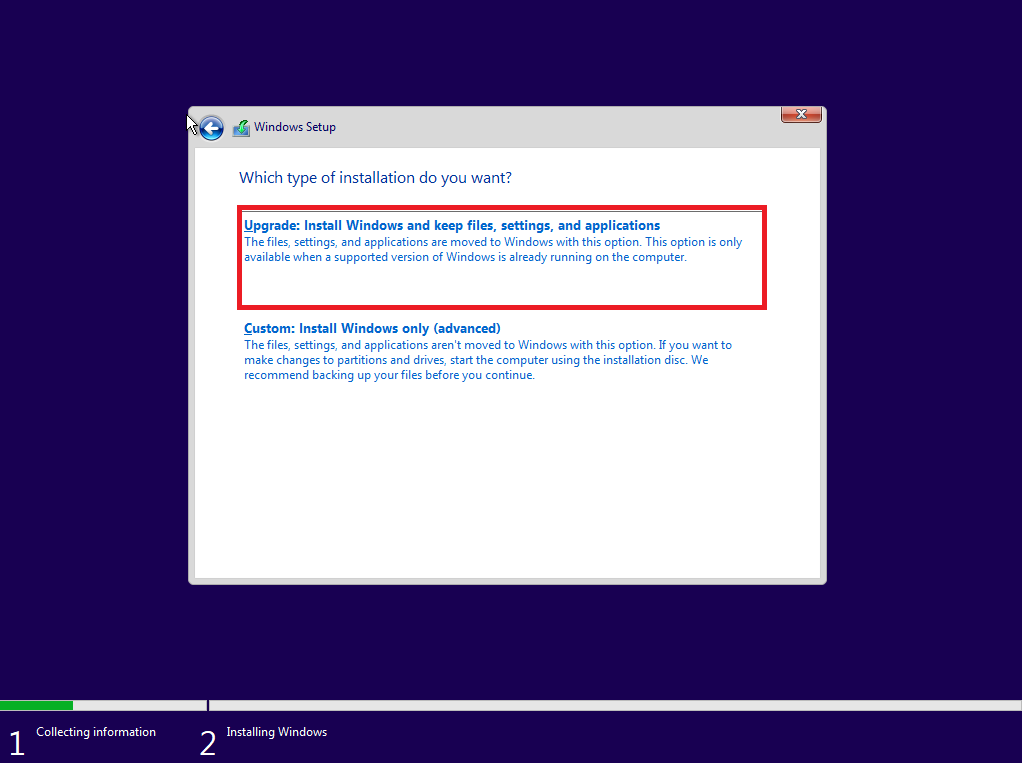 Windows Setup
Which type of installation do you want?
Upgrade: Install Windows and keep files, settings, and applications
The files, settings, and applications are moved to Windows with this option. This option is only
available when a supported version of Windows is already running on the computer.
Custom: Install Windows only (advanced)
The files, settings, and applications aren't moved to Windows with this option. If you want to
make changes to partitions and drives, start the computer using the installation disc. We
recommend backing up your files before you continue.
1 Collecting information
2 Installing Windows